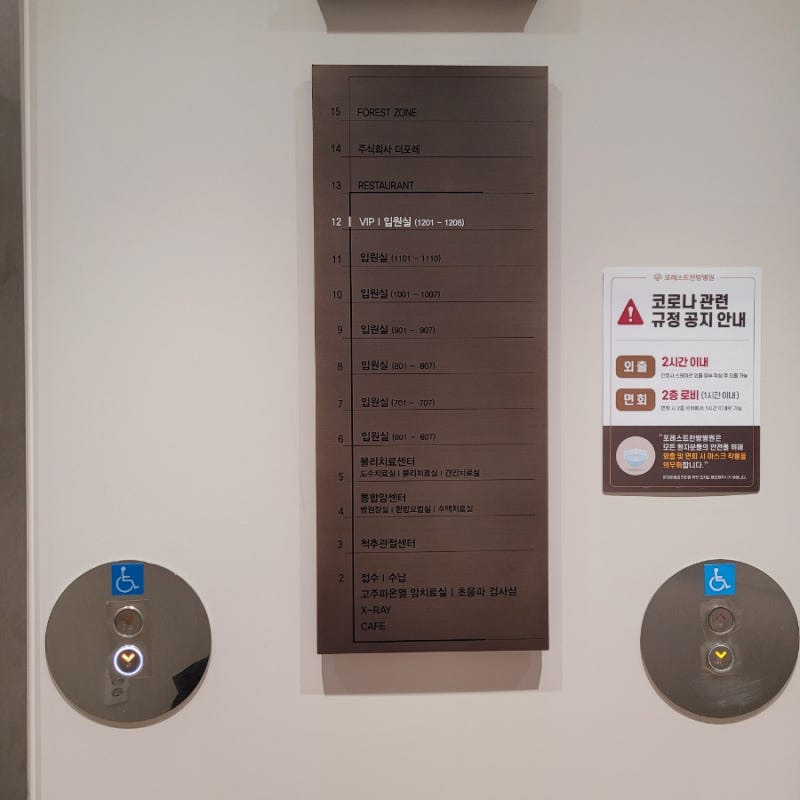 15 FOREST ZONE
14 주식회사 더포레
13 RESTAURANT
12 VIP | 입원실 (1201 - 1208)
11 입원실 (1101 - 1110)
10 입원실 (1001 - 1007)
9 입원실 (901 - 907)
8 입원실 (801 - 807)
7 입원실 (701 - 707)
6 입원실 (601 - 607)
물리치료센터
5 도수치료실 | 물리치료실 | 견인치료실
통합암센터
4 병원장실 | 한방요법실 | 수액치료실
3 척추관절센터
2 접수 | 수납
고주파온열 암치료실 | 초음파 검사실
X-RAY
CAFE
포레스트한방병원
코로나 관련
규정 공지 안내
외출 2시간 이내
면회 2층 로비 (1시간 이내)
"포레스트한방병원은
모든 환자분들의 안전을 위해
외출 및 면회 시 마스크 착용을
의무화합니다."